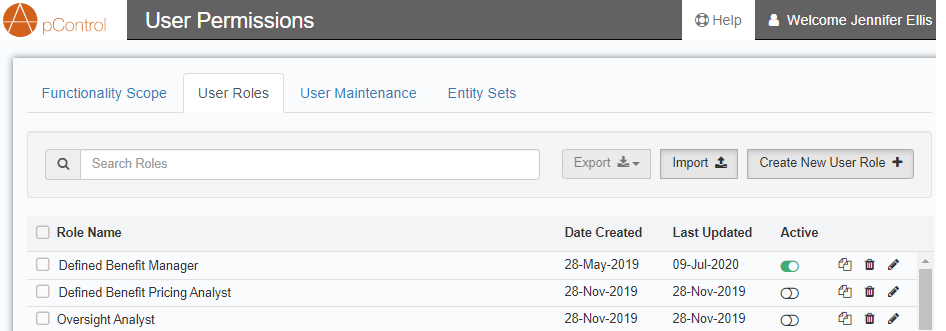 pControl
User Permissions
Help
Welcome Jennifer Ellis
Functionality Scope
User Roles
User Maintenance
Entity Sets
Search Roles
Export
Import
Create New User Role
Role Name Date Created Last Updated Active
Defined Benefit Manager 28-May-2019 09-Jul-2020
Defined Benefit Pricing Analyst 28-Nov-2019 28-Nov-2019
Oversight Analyst 28-Nov-2019 28-Nov-2019